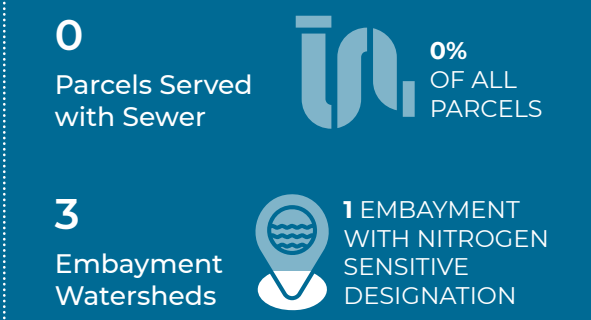 0
Parcels Served
with Sewer
0%
OF ALL
PARCELS
3
Embayment
Watersheds
1 EMBAYMENT
WITH NITROGEN
SENSITIVE
DESIGNATION